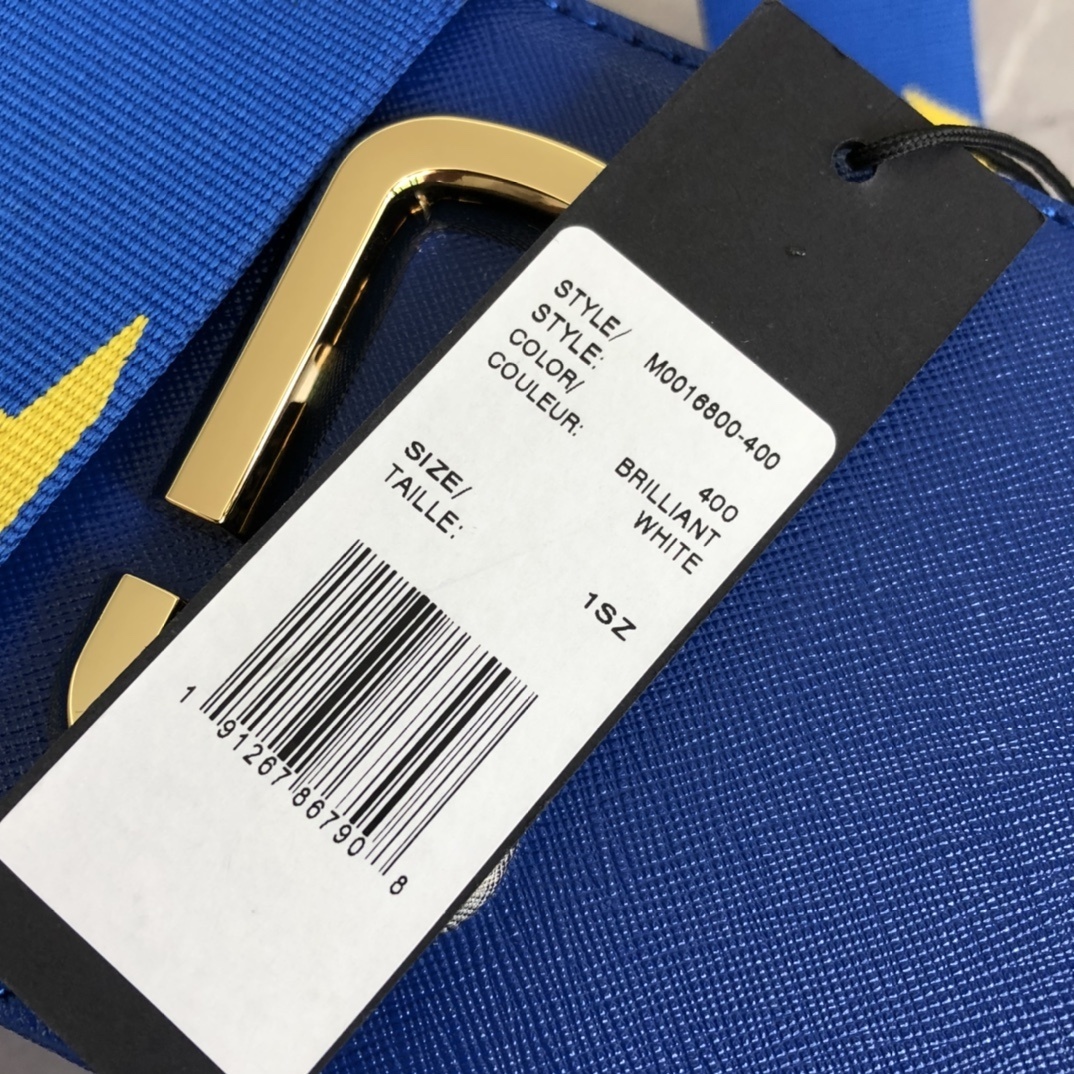 STYLE/
STYLE: M0016800-400
COLOR/
COULEUR: 400
BRILLIANT
WHITE
SIZE/
TAILLE: 1SZ
1 91267 86790 8